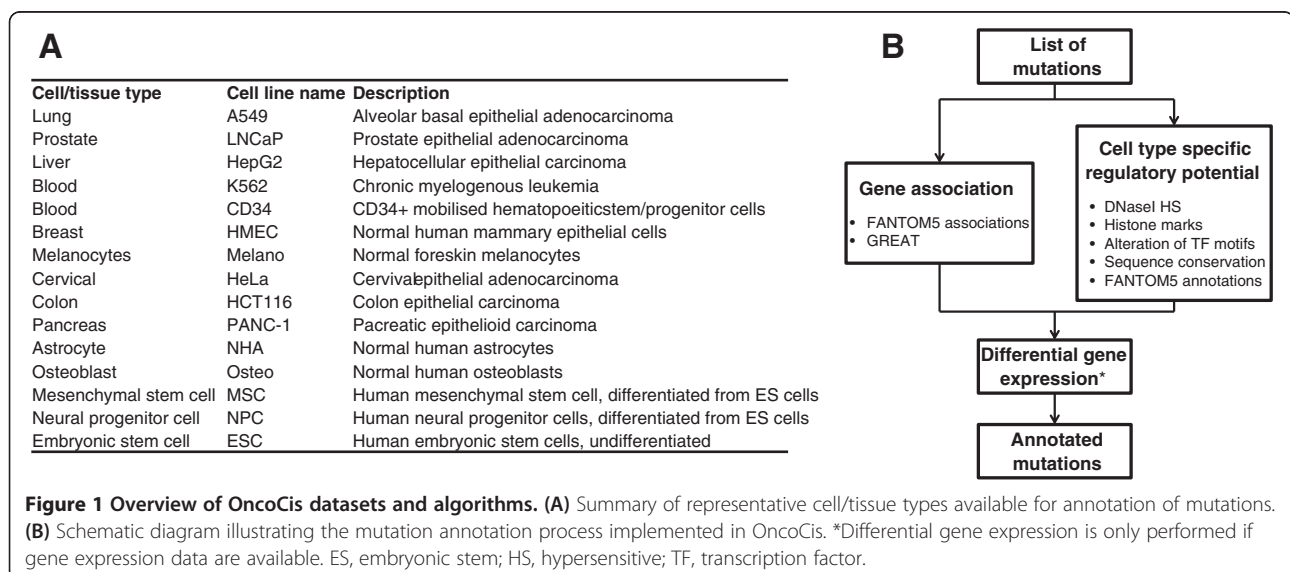 A
Cell/tissue type Cell line name Description
Lung A549 Alveolar basal epithelial adenocarcinoma
Prostate LNCaP Prostate epithelial adenocarcinoma
Liver HepG2 Hepatocellular epithelial carcinoma
Blood K562 Chronic myelogenous leukemia
Blood CD34 CD34+ mobilised hematopoeiticstem/progenitor cells
Breast HMEC Normal human mammary epithelial cells
Melanocytes Melano Normal foreskin melanocytes
Cervical HeLa Cervivalepithelial adenocarcinoma
Colon HCT116 Colon epithelial carcinoma
Pancreas PANC-1 Pacreatic epithelioid carcinoma
Astrocyte NHA Normal human astrocytes
Osteoblast Osteo Normal human osteoblasts
Mesenchymal stem cell MSC Human mesenchymal stem cell, differentiated from ES cells
Neural progenitor cell NPC Human neural progenitor cells, differentiated from ES cells
Embryonic stem cell ESC Human embryonic stem cells, undifferentiated
B
List of
mutations
Gene association
• FANTOM5 associations
• GREAT
Cell type specific
regulatory potential
• DNaseI HS
• Histone marks
• Alteration of TF motifs
• Sequence conservation
• FANTOM5 annotations
Differential gene
expression*
Annotated
mutations
Figure 1 Overview of OncoCis datasets and algorithms. (A) Summary of representative cell/tissue types available for annotation of mutations.
(B) Schematic diagram illustrating the mutation annotation process implemented in OncoCis. *Differential gene expression is only performed if
gene expression data are available. ES, embryonic stem; HS, hypersensitive; TF, transcription factor.